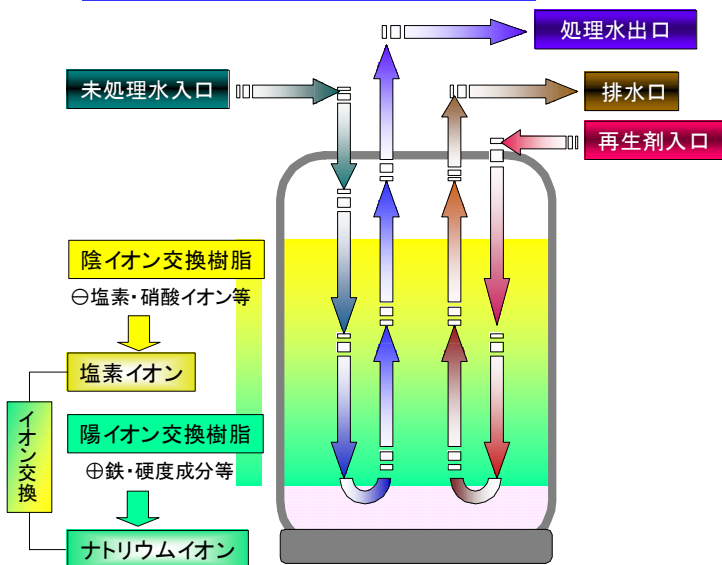 処理水出口
未処理水入口
排水口
再生剤入口
陰イオン交換樹脂
⊖塩素・硝酸イオン等
塩素イオン
イオン交換
陽イオン交換樹脂
⊕鉄・硬度成分等
ナトリウムイオン